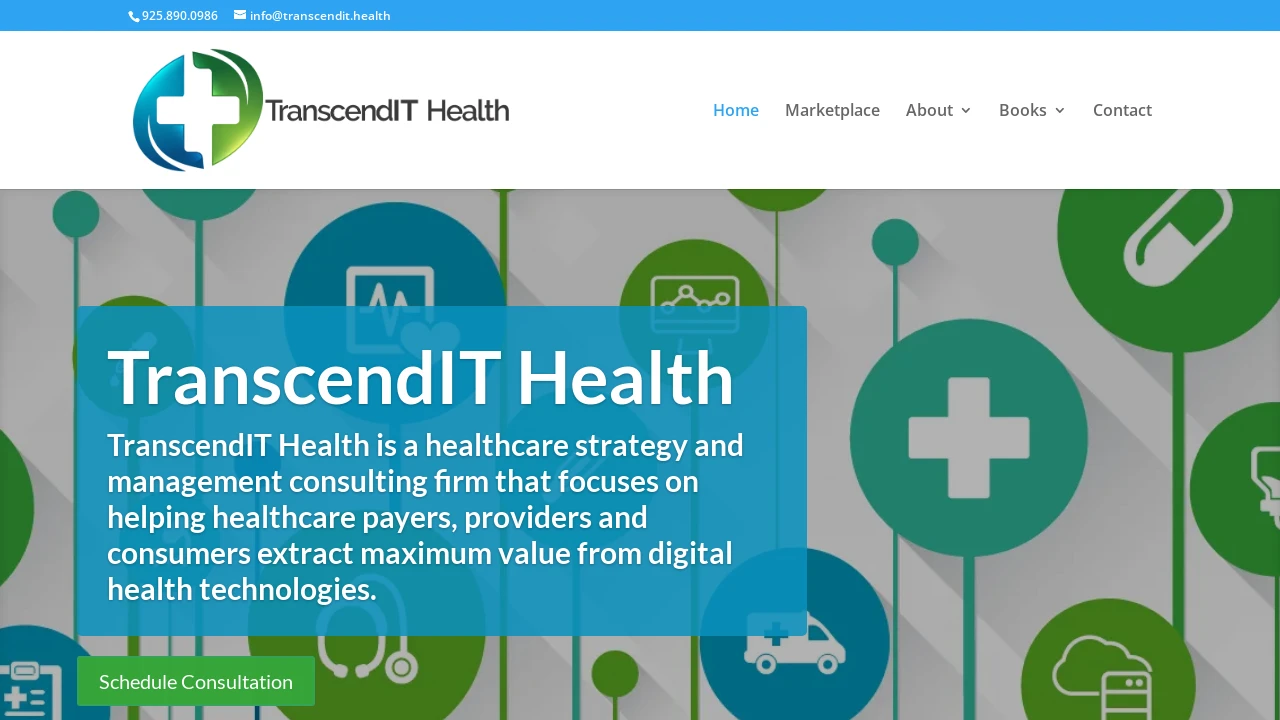 925.890.0986 info@transcendit.health
TranscendIT Health
Home Marketplace About Books Contact
TranscendIT Health
TranscendIT Health is a healthcare strategy and
management consulting firm that focuses on
helping healthcare payers, providers and
consumers extract maximum value from digital
health technologies.
Schedule Consultation